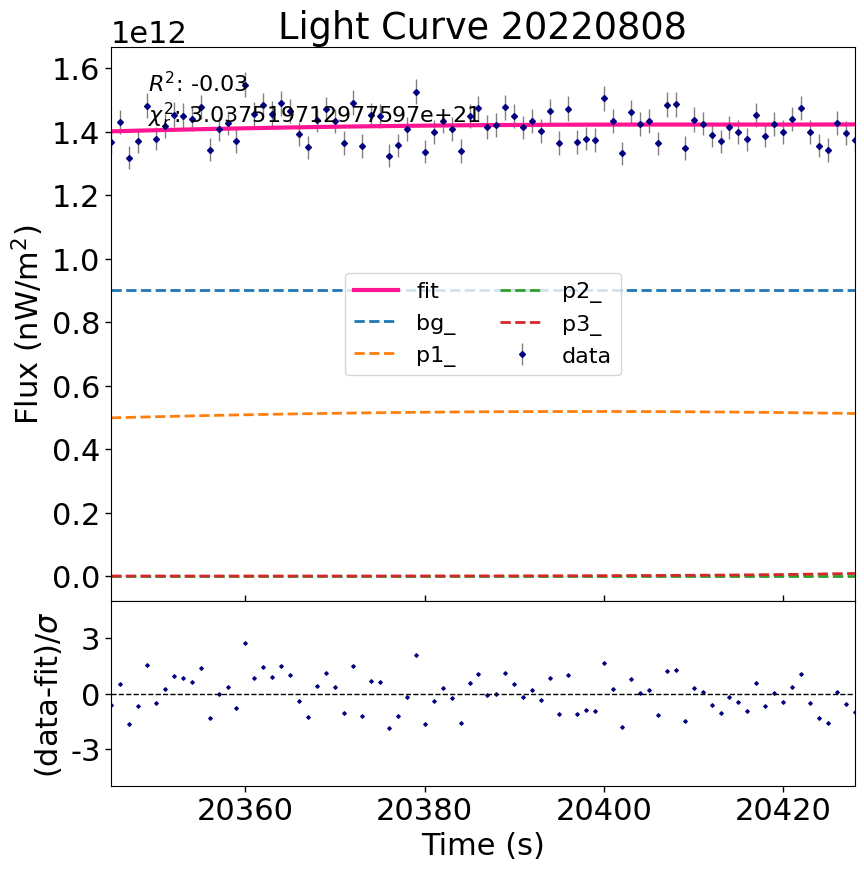 Light Curve 20220808
1e12
R²: -0.03
χ²: 3.037519712977597e+21
1.6
1.4
1.2
1.0
0.8
0.6
0.4
0.2
0.0
Flux (nW/m²)
fit
bg_
p1_
p2_
p3_
data
3
0
-3
(data-fit)/σ
20360 20380 20400 20420
Time (s)